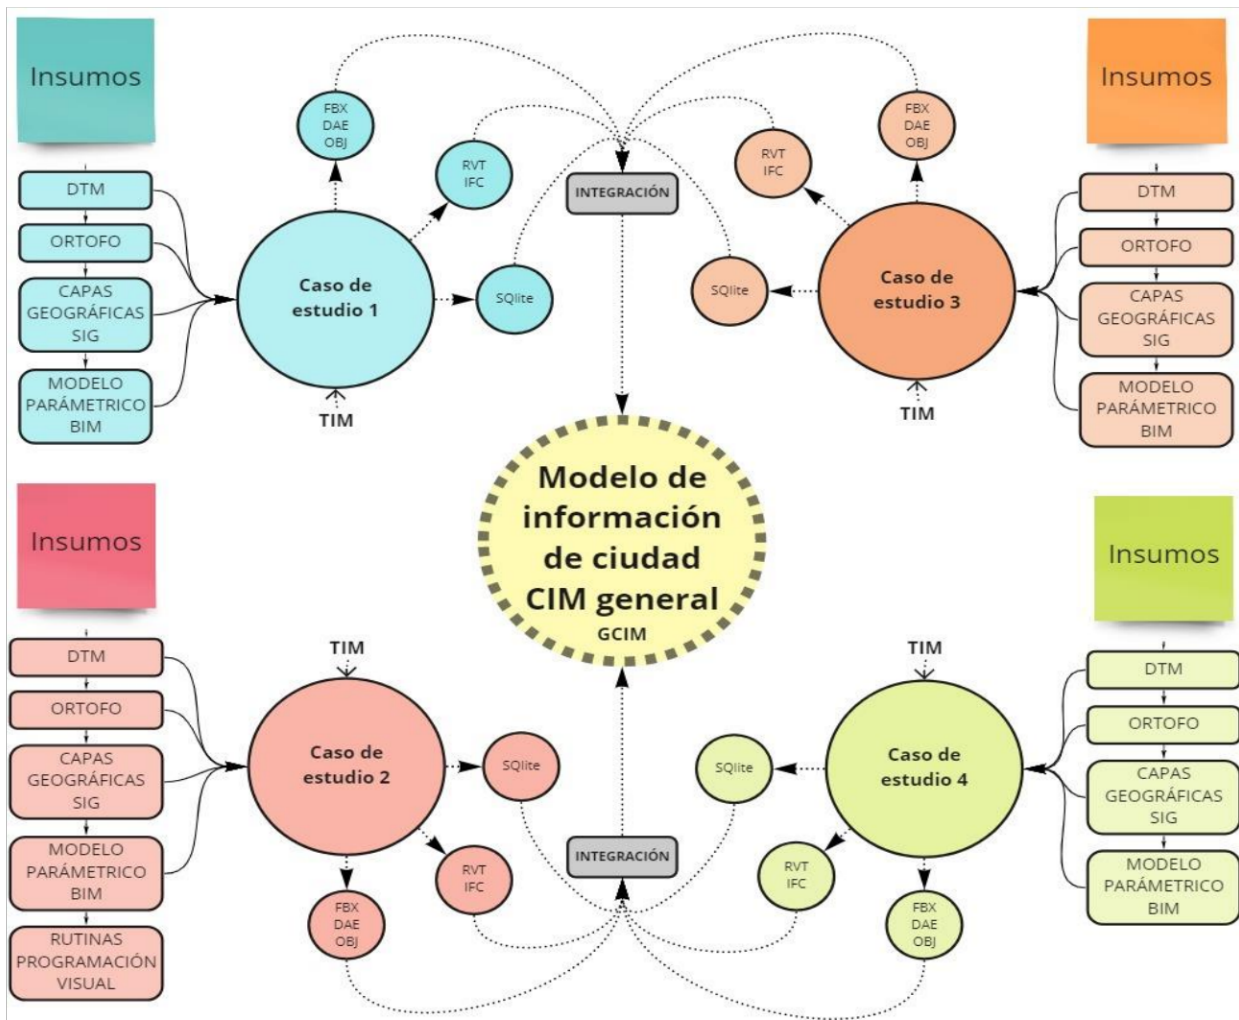 Insumos
DTM
ORTOFO
CAPAS
GEOGRÁFICAS
SIG
MODELO
PARÁMETRICO
BIM
FBX
DAE
OBJ
RVT
IFC
SQlite
Caso de
estudio 1
TIM
INTEGRACIÓN
FBX
DAE
OBJ
RVT
IFC
SQlite
Caso de
estudio 3
TIM
Insumos
DTM
ORTOFO
CAPAS
GEOGRÁFICAS
SIG
MODELO
PARÁMETRICO
BIM
Modelo de
información
de ciudad
CIM general
GCIM
Insumos
DTM
ORTOFO
CAPAS
GEOGRÁFICAS
SIG
MODELO
PARÁMETRICO
BIM
RUTINAS
PROGRAMACIÓN
VISUAL
TIM
Caso de
estudio 2
SQlite
RVT
IFC
FBX
DAE
OBJ
INTEGRACIÓN
TIM
Caso de
estudio 4
SQlite
RVT
IFC
FBX
DAE
OBJ
Insumos
DTM
ORTOFO
CAPAS
GEOGRÁFICAS
SIG
MODELO
PARÁMETRICO
BIM